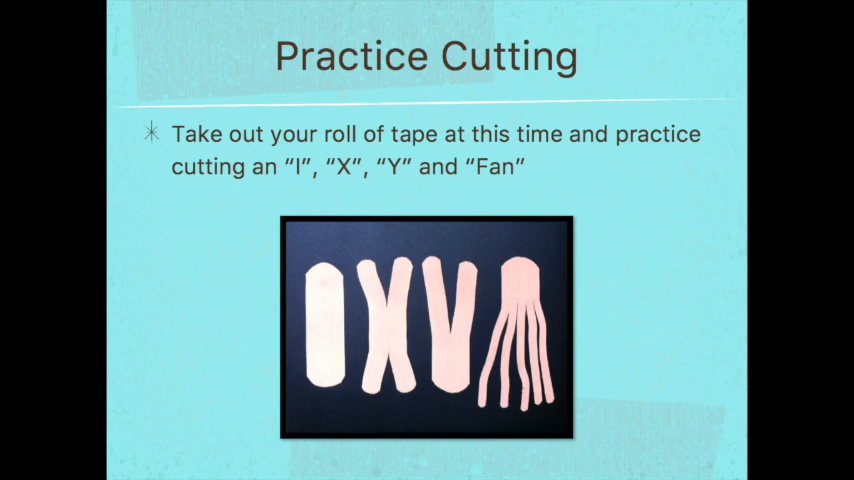 Practice Cutting
Take out your roll of tape at this time and practice
cutting an “I”, “X”, “Y” and “Fan”